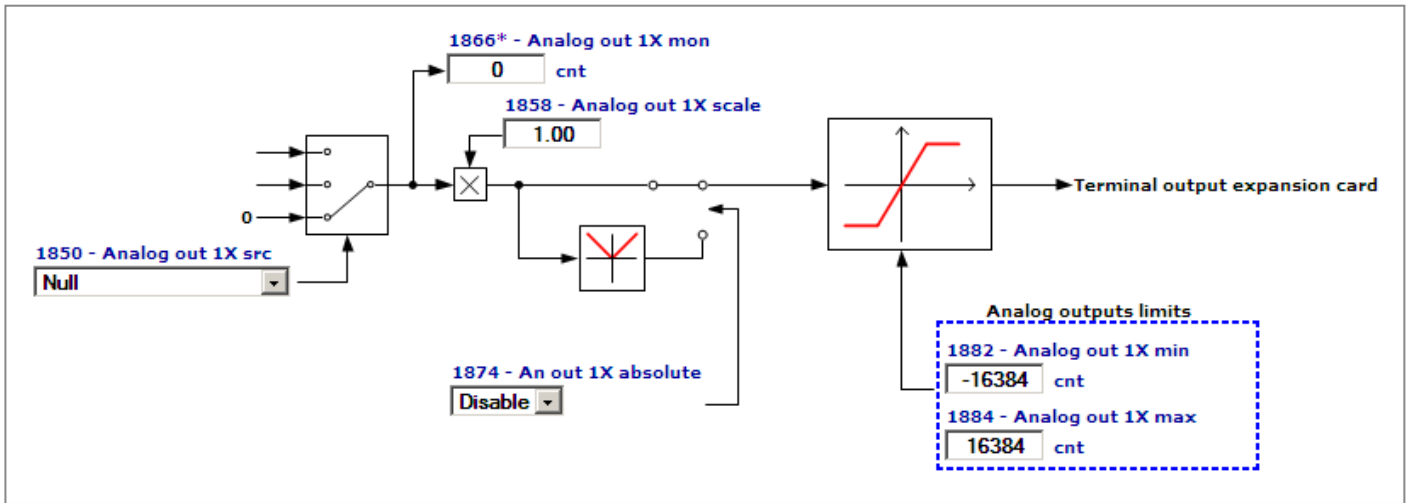 1866* - Analog out 1X mon
0 cnt
1858 - Analog out 1X scale
1.00
0
Terminal output expansion card
1850 - Analog out 1X src
Null
Analog outputs limits
1882 - Analog out 1X min
-16384 cnt
1874 - An out 1X absolute
Disable
1884 - Analog out 1X max
16384 cnt